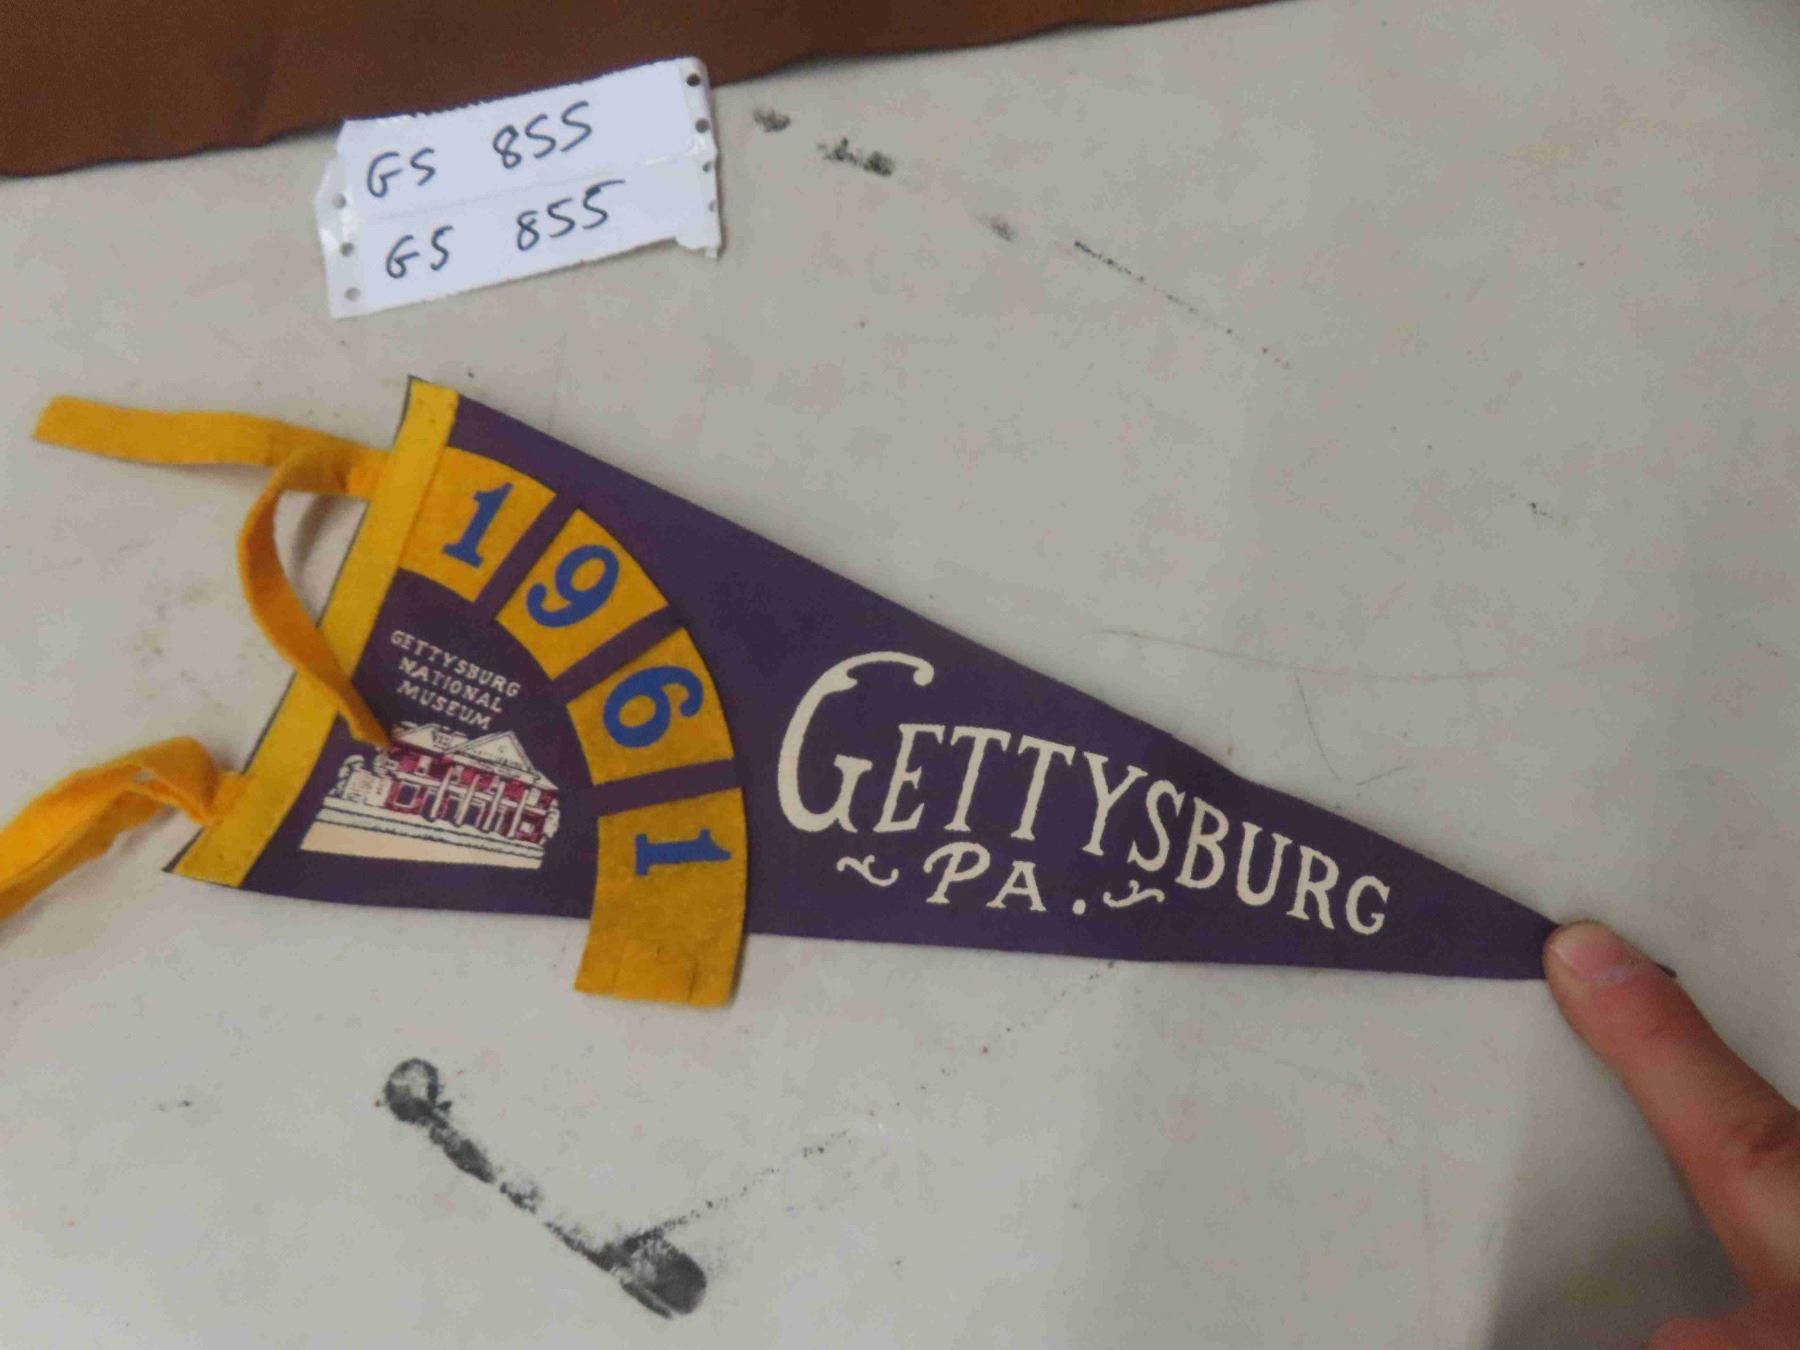 GS 855
GS 855
1961
GETTYSBURG
NATIONAL
MUSEUM
GETTYSBURG
~ PA. ~